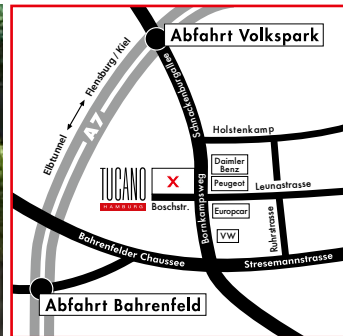 Abfahrt Volkspark
Flensburg / Kiel
Elbtunnel
A7
Schnackenburgallee
Holstenkamp
Daimler
Benz
Peugeot
Leunastrasse
TUCANO
HAMBURG
X
Boschstr.
Bornkampsweg
Europcar
VW
Ruhrstrasse
Bahrenfelder Chaussee
Stresemannstrasse
Abfahrt Bahrenfeld